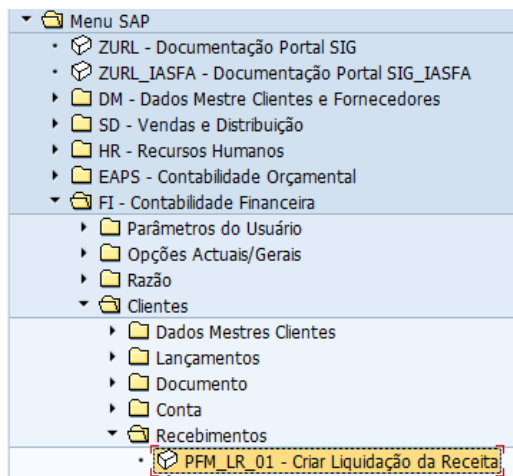 Menu SAP
ZURL - Documentação Portal SIG
ZURL_IASFA - Documentação Portal SIG_IASFA
DM - Dados Mestre Clientes e Fornecedores
SD - Vendas e Distribuição
HR - Recursos Humanos
EAPS - Contabilidade Orçamental
FI - Contabilidade Financeira
Parâmetros do Usuário
Opções Actuais/Gerais
Razão
Clientes
Dados Mestres Clientes
Lançamentos
Documento
Conta
Recebimentos
PFM_LR_01 - Criar Liquidação da Receita